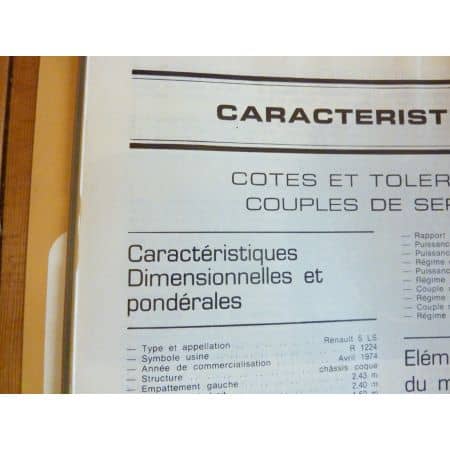 CARACTERIST
COTES ET TOLER
COUPLES DE SER
Caractéristiques
Dimensionnelles et
pondérales
— Type et appellation Renault 5 LS
— Symbole usine R 1224
— Année de commercialisation Avril 1974
— Structure châssis coque
— Empattement gauche 2,43 m
2,40 m
— Rapport
— Puissanc
— Puissanc
— Régime
— Puissanc
— Régime
— Couple
— Régime
— Couple
— Régime
Elém
du m